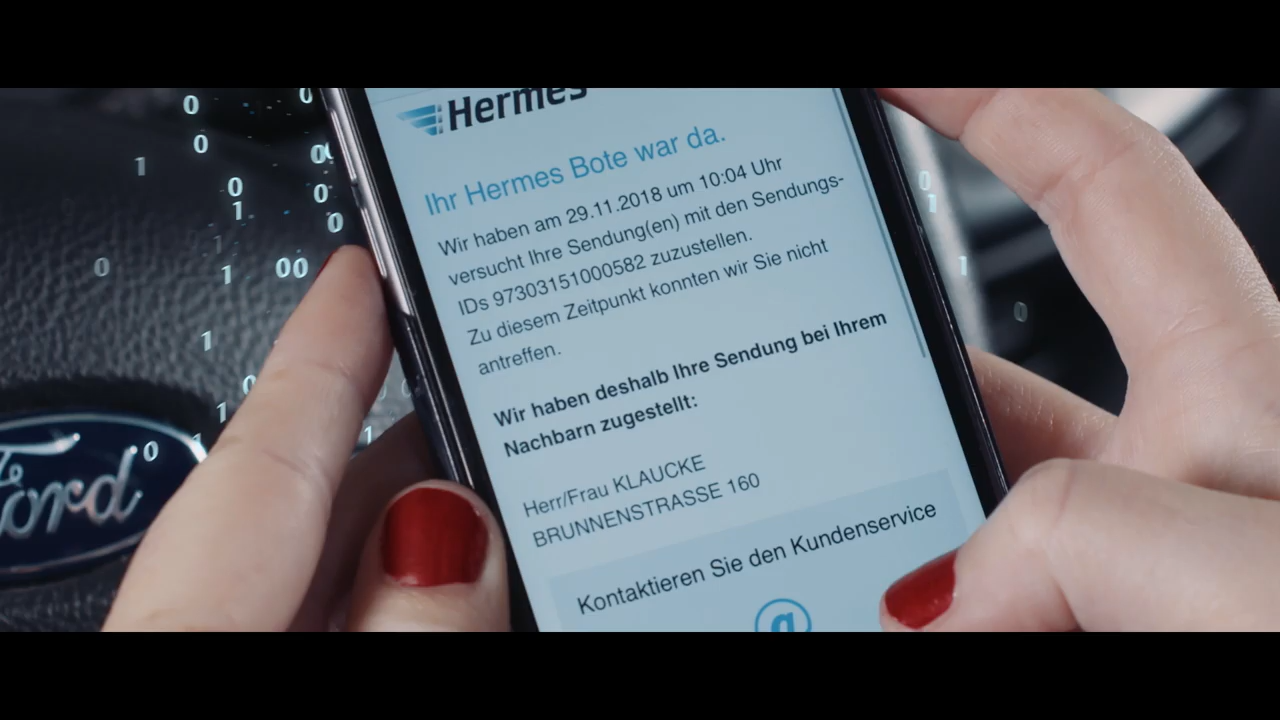 Hermes
Ihr Hermes Bote war da.
Wir haben am 29.11.2018 um 10:04 Uhr
versucht Ihre Sendung(en) mit den Sendungs-
IDs 97303151000582 zuzustellen.
Zu diesem Zeitpunkt konnten wir Sie nicht
antreffen.
Wir haben deshalb Ihre Sendung bei Ihrem
Nachbarn zugestellt:
Herr/Frau KLAUCKE
BRUNNENSTRASSE 160
Kontaktieren Sie den Kundenservice
@
Ford